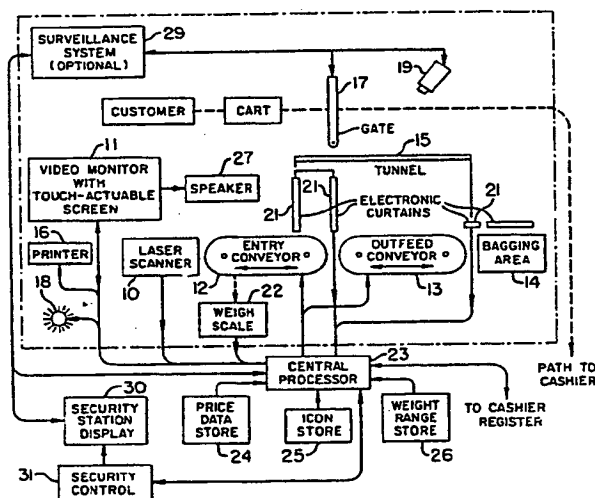 SURVEILLANCE
SYSTEM
(OPTIONAL)
29
17
19
CUSTOMER
CART
GATE
11
VIDEO MONITOR
WITH
TOUCH-ACTUABLE
SCREEN
27
SPEAKER
15
TUNNEL
21
21
ELECTRONIC
CURTAINS
21
16
PRINTER
LASER
SCANNER
10
ENTRY
CONVEYOR
12
OUTFEED
CONVEYOR
13
BAGGING
AREA
14
18
22
WEIGH
SCALE
23
CENTRAL
PROCESSOR
PATH TO
CASHIER
30
SECURITY
STATION
DISPLAY
PRICE
DATA
STORE
24
ICON
STORE
25
WEIGHT
RANGE
STORE
26
TO CASHIER
REGISTER
31
SECURITY
CONTROL